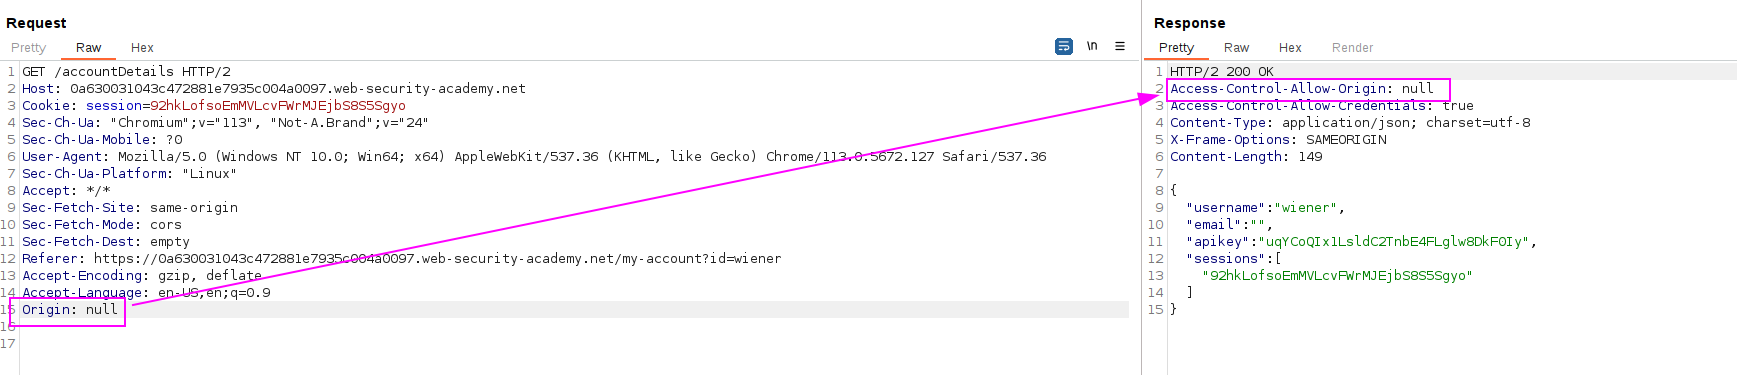 Request
Pretty Raw Hex \n
1 GET /accountDetails HTTP/2
2 Host: 0a630031043c472881e7935c004a0097.web-security-academy.net
3 Cookie: session=92hkLofsoEmMVLcvFWrMJEjbS8S5Sgyo
4 Sec-Ch-Ua: "Chromium";v="113", "Not-A.Brand";v="24"
5 Sec-Ch-Ua-Mobile: ?0
6 User-Agent: Mozilla/5.0 (Windows NT 10.0; Win64; x64) AppleWebKit/537.36 (KHTML, like Gecko) Chrome/113.0.5672.127 Safari/537.36
7 Sec-Ch-Ua-Platform: "Linux"
8 Accept: */*
9 Sec-Fetch-Site: same-origin
10 Sec-Fetch-Mode: cors
11 Sec-Fetch-Dest: empty
12 Referer: https://0a630031043c472881e7935c004a0097.web-security-academy.net/my-account?id=wiener
13 Accept-Encoding: gzip, deflate
14 Accept-Language: en-US,en;q=0.9
15 Origin: null
16
17
Response
Pretty Raw Hex Render
1 HTTP/2 200 OK
2 Access-Control-Allow-Origin: null
3 Access-Control-Allow-Credentials: true
4 Content-Type: application/json; charset=utf-8
5 X-Frame-Options: SAMEORIGIN
6 Content-Length: 149
7
8 {
9 "username":"wiener",
10 "email":"",
11 "apikey":"uqYCoQIx1LsldC2TnbE4FLglw8DkF0Iy",
12 "sessions":[
13 "92hkLofsoEmMVLcvFWrMJEjbS8S5Sgyo"
14 ]
15 }